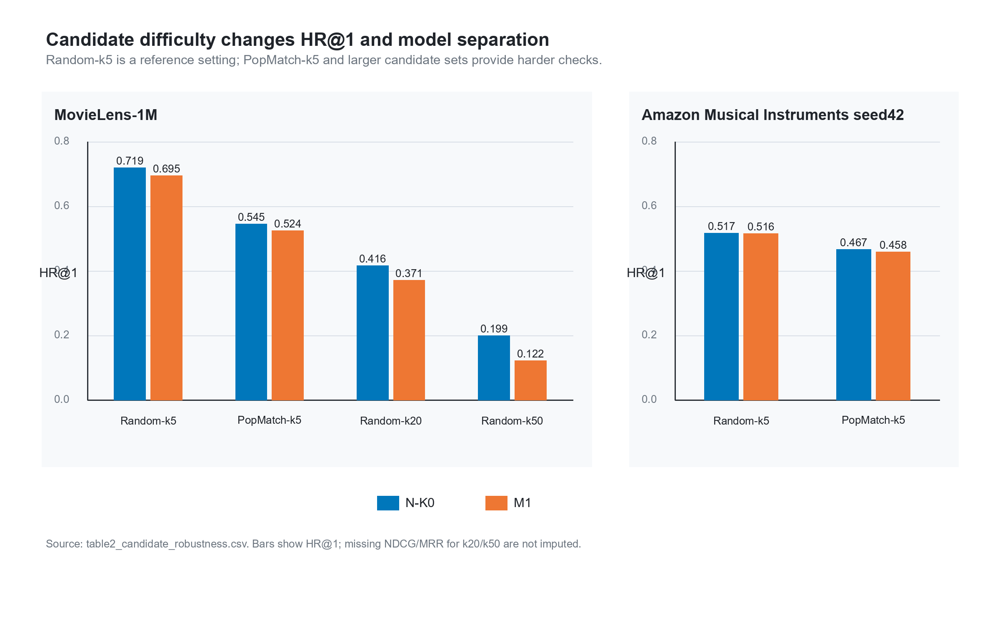 Candidate difficulty changes HR@1 and model separation
Random-k5 is a reference setting; PopMatch-k5 and larger candidate sets provide harder checks.
MovieLens-1M
0.8
0.6
0.4
0.2
0.0
HR@1
0.719
0.695
0.545
0.524
0.416
0.371
0.199
0.122
Random-k5
PopMatch-k5
Random-k20
Random-k50
Amazon Musical Instruments seed42
0.8
0.6
0.4
0.2
0.0
HR@1
0.517
0.516
0.467
0.458
Random-k5
PopMatch-k5
N-K0
M1
Source: table2_candidate_robustness.csv. Bars show HR@1; missing NDCG/MRR for k20/k50 are not imputed.